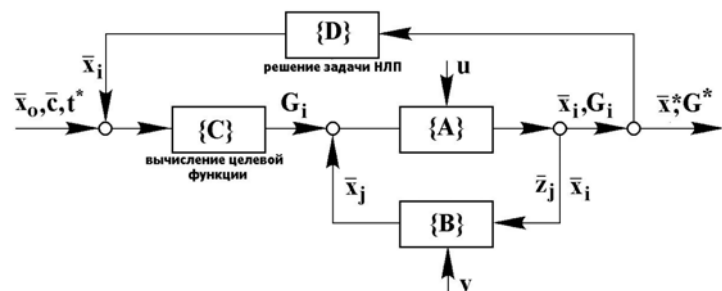 {D}
решение задачи НЛП
x̄ᵢ
u
x̄ₒ,c̄,t*
{C}
Gᵢ
{A}
x̄ᵢ,Gᵢ
x̄*,G*
вычисление целевой
функции
x̄ⱼ
z̄ⱼ
x̄ᵢ
{B}
v